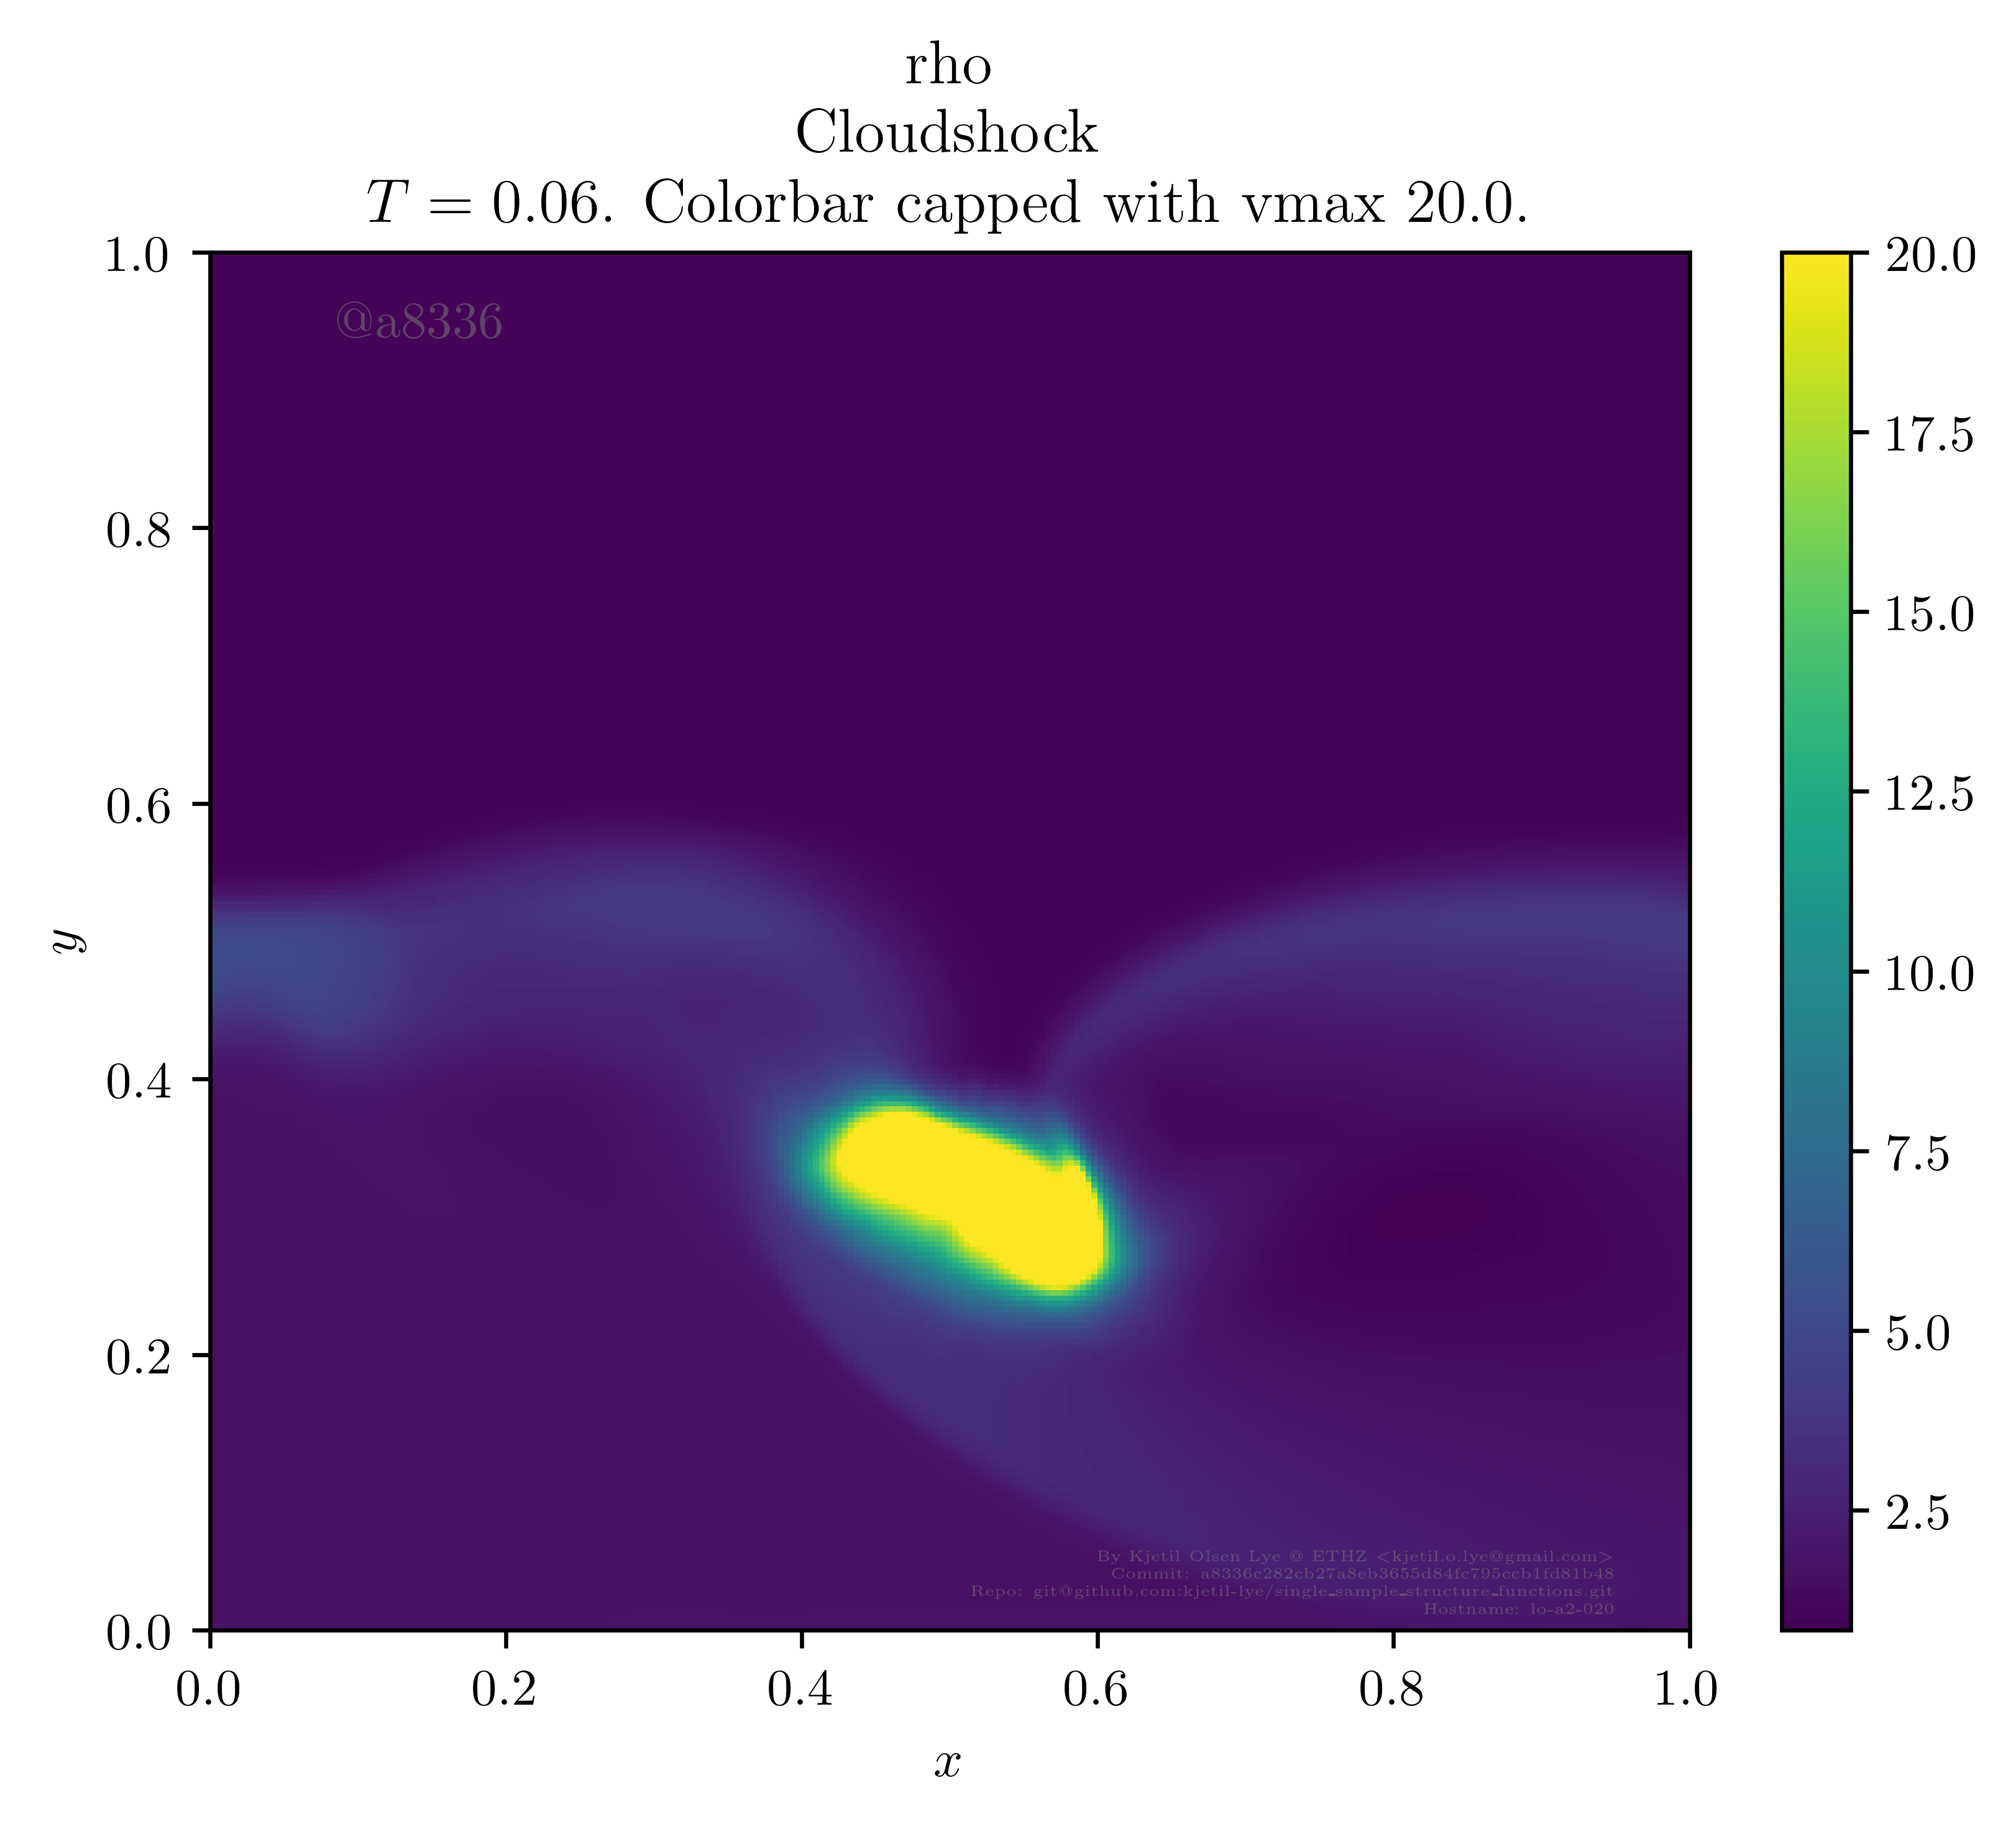 rho
Cloudshock
T = 0.06. Colorbar capped with vmax 20.0.
@a8336
1.0
0.8
0.6
0.4
0.2
0.0
y
0.0 0.2 0.4 0.6 0.8 1.0
x
20.0
17.5
15.0
12.5
10.0
7.5
5.0
2.5
By Kjetil Olsen Lye @ ETHZ <kjetil.o.lye@gmail.com>
Commit: a8336c282cb27a8eb3655d84fc795ccb1fd81b48
Repo: git@github.com:kjetil-lye/single_sample_structure_functions.git
Hostname: lo-a2-020